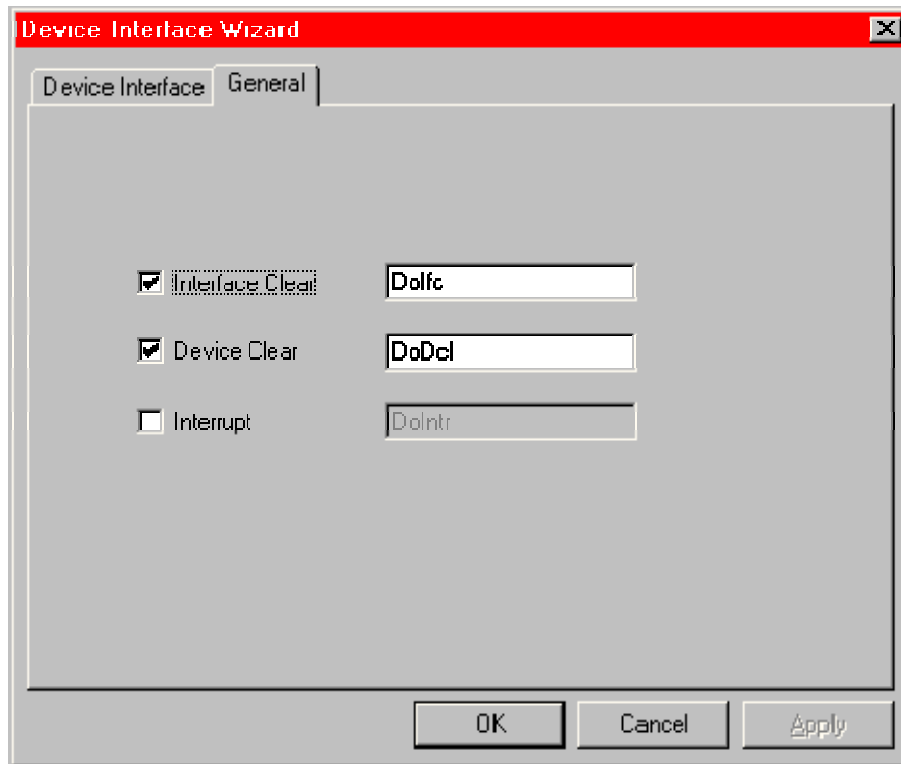 Device Interface Wizard
Device Interface General
Interface Clear DoIfc
Device Clear DoDcl
Interrupt DoIntr
OK Cancel Apply